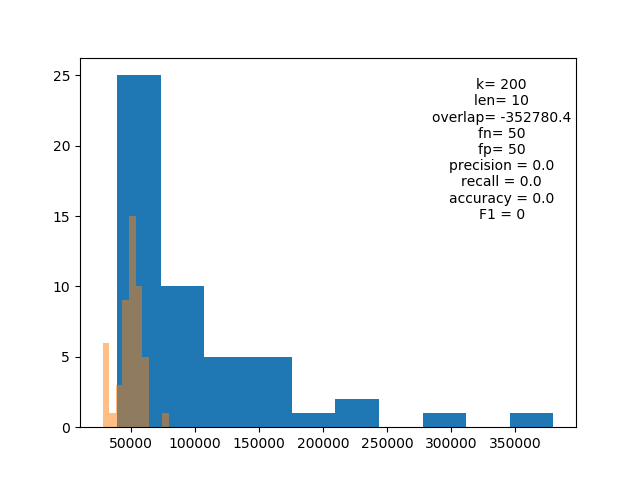 25
20
15
10
5
0
k= 200
len= 10
overlap= -352780.4
fn= 50
fp= 50
precision = 0.0
recall = 0.0
accuracy = 0.0
F1 = 0
50000 100000 150000 200000 250000 300000 350000